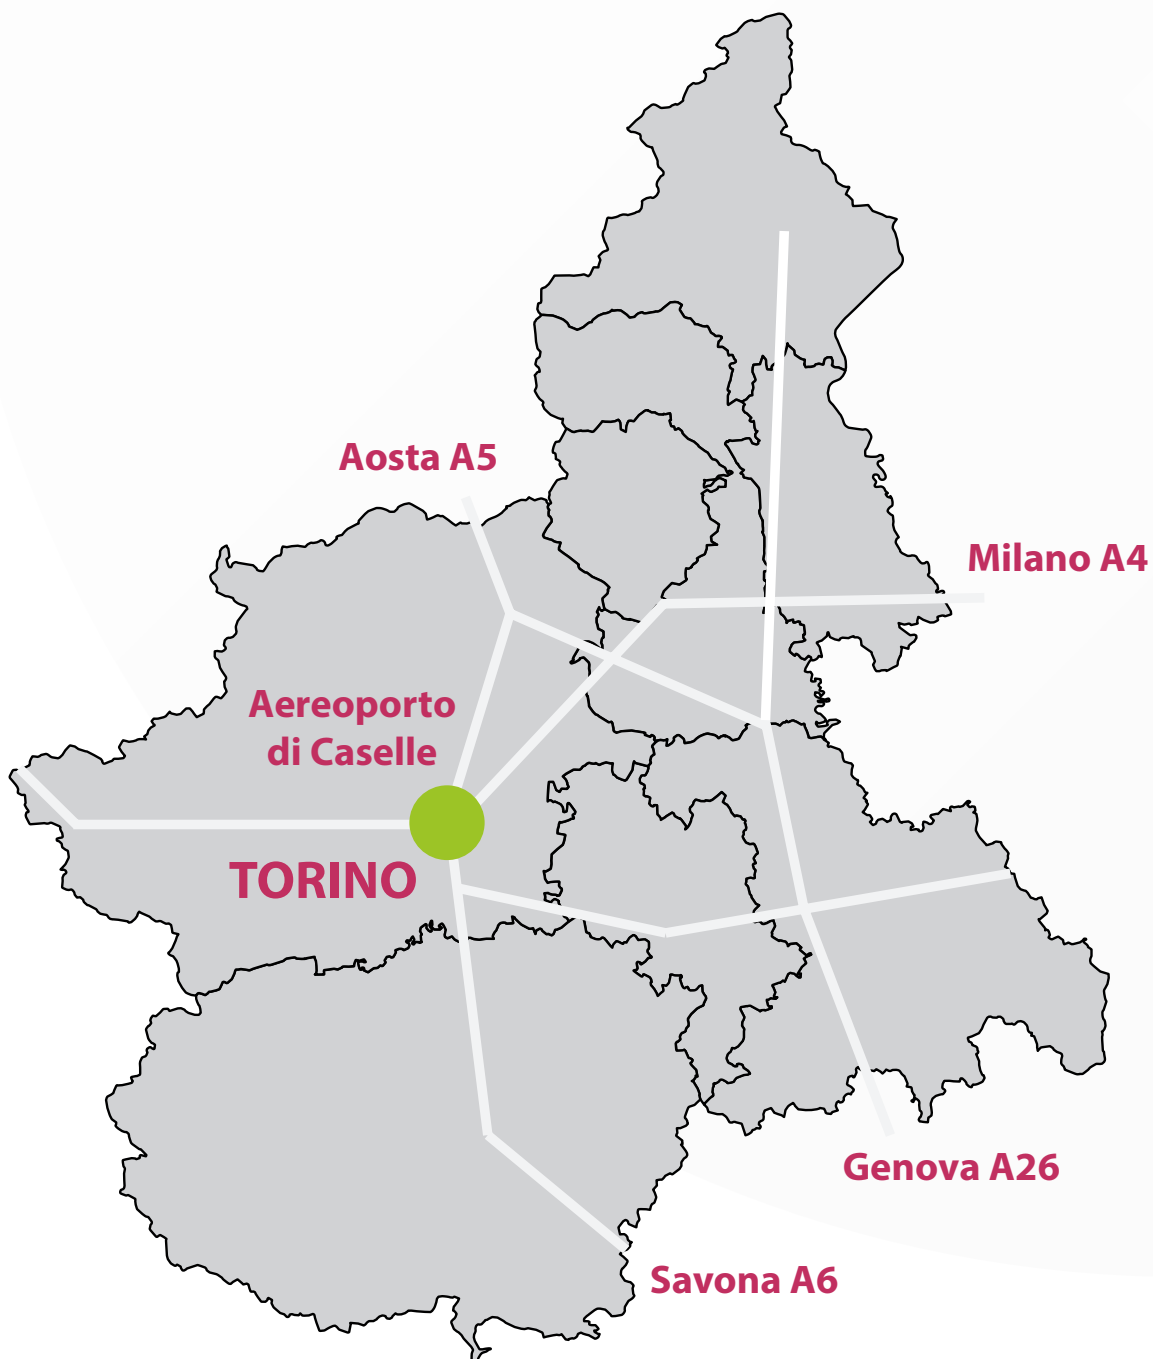 Aosta A5
Milano A4
Aereoporto
di Caselle
TORINO
Genova A26
Savona A6